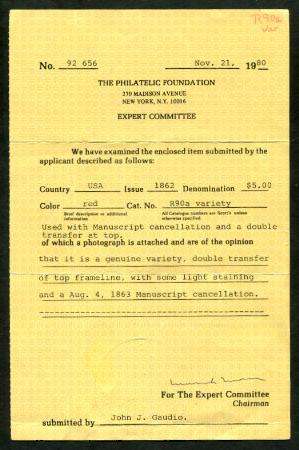 R90a
Var
No. 92 656 Nov. 21, 1980
THE PHILATELIC FOUNDATION
270 MADISON AVENUE
NEW YORK, N.Y. 10016
EXPERT COMMITTEE
We have examined the enclosed item submitted by the
applicant described as follows:
Country USA Issue 1862 Denomination $5.00
Color red Cat. No. R90a variety
Brief description or additional information All Catalogue numbers are Scott's unless otherwise specified.
Used with Manuscript cancellation and a double
transfer at top.
of which a photograph is attached and are of the opinion
that it is a genuine variety, double transfer
of top frameline, with some light staining
and a Aug. 4, 1863 Manuscript cancellation.
For The Expert Committee
Chairman
submitted by John J. Gaudio.